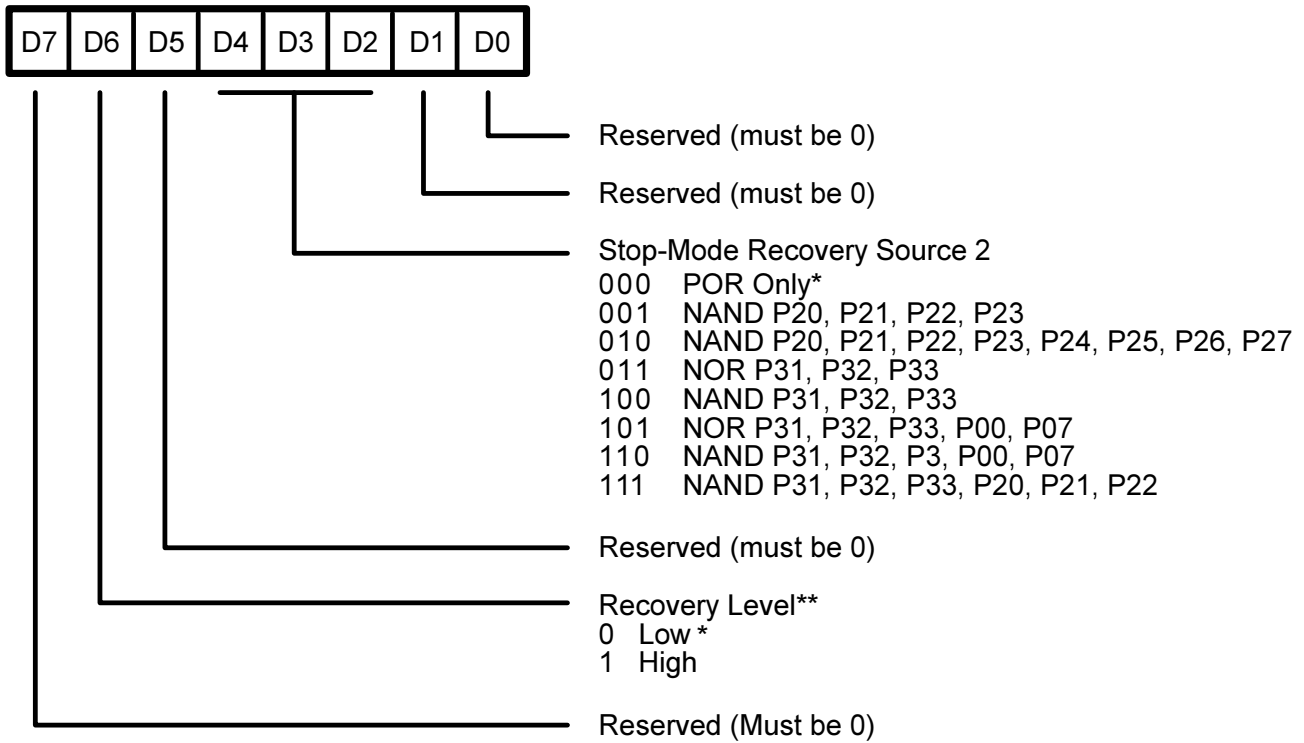 D7 D6 D5 D4 D3 D2 D1 D0
Reserved (must be 0)
Reserved (must be 0)
Stop-Mode Recovery Source 2
000 POR Only*
001 NAND P20, P21, P22, P23
010 NAND P20, P21, P22, P23, P24, P25, P26, P27
011 NOR P31, P32, P33
100 NAND P31, P32, P33
101 NOR P31, P32, P33, P00, P07
110 NAND P31, P32, P3, P00, P07
111 NAND P31, P32, P33, P20, P21, P22
Reserved (must be 0)
Recovery Level**
0 Low *
1 High
Reserved (Must be 0)